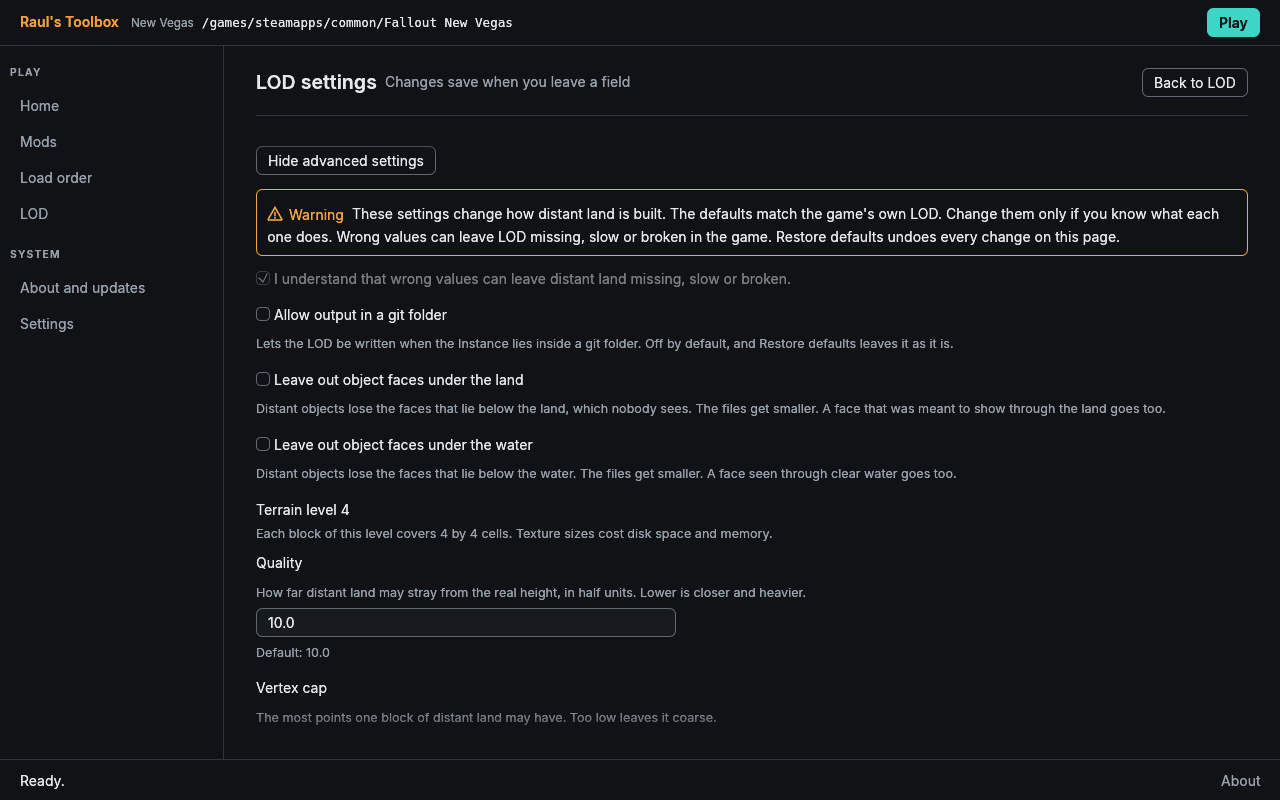 Raul's Toolbox New Vegas /games/steamapps/common/Fallout New Vegas Play
PLAY
Home
Mods
Load order
LOD
SYSTEM
About and updates
Settings
LOD settings Changes save when you leave a field Back to LOD
Hide advanced settings
Warning These settings change how distant land is built. The defaults match the game's own LOD. Change them only if you know what each
one does. Wrong values can leave LOD missing, slow or broken in the game. Restore defaults undoes every change on this page.
I understand that wrong values can leave distant land missing, slow or broken.
Allow output in a git folder
Lets the LOD be written when the Instance lies inside a git folder. Off by default, and Restore defaults leaves it as it is.
Leave out object faces under the land
Distant objects lose the faces that lie below the land, which nobody sees. The files get smaller. A face that was meant to show through the land goes too.
Leave out object faces under the water
Distant objects lose the faces that lie below the water. The files get smaller. A face seen through clear water goes too.
Terrain level 4
Each block of this level covers 4 by 4 cells. Texture sizes cost disk space and memory.
Quality
How far distant land may stray from the real height, in half units. Lower is closer and heavier.
10.0
Default: 10.0
Vertex cap
The most points one block of distant land may have. Too low leaves it coarse.
Ready. About